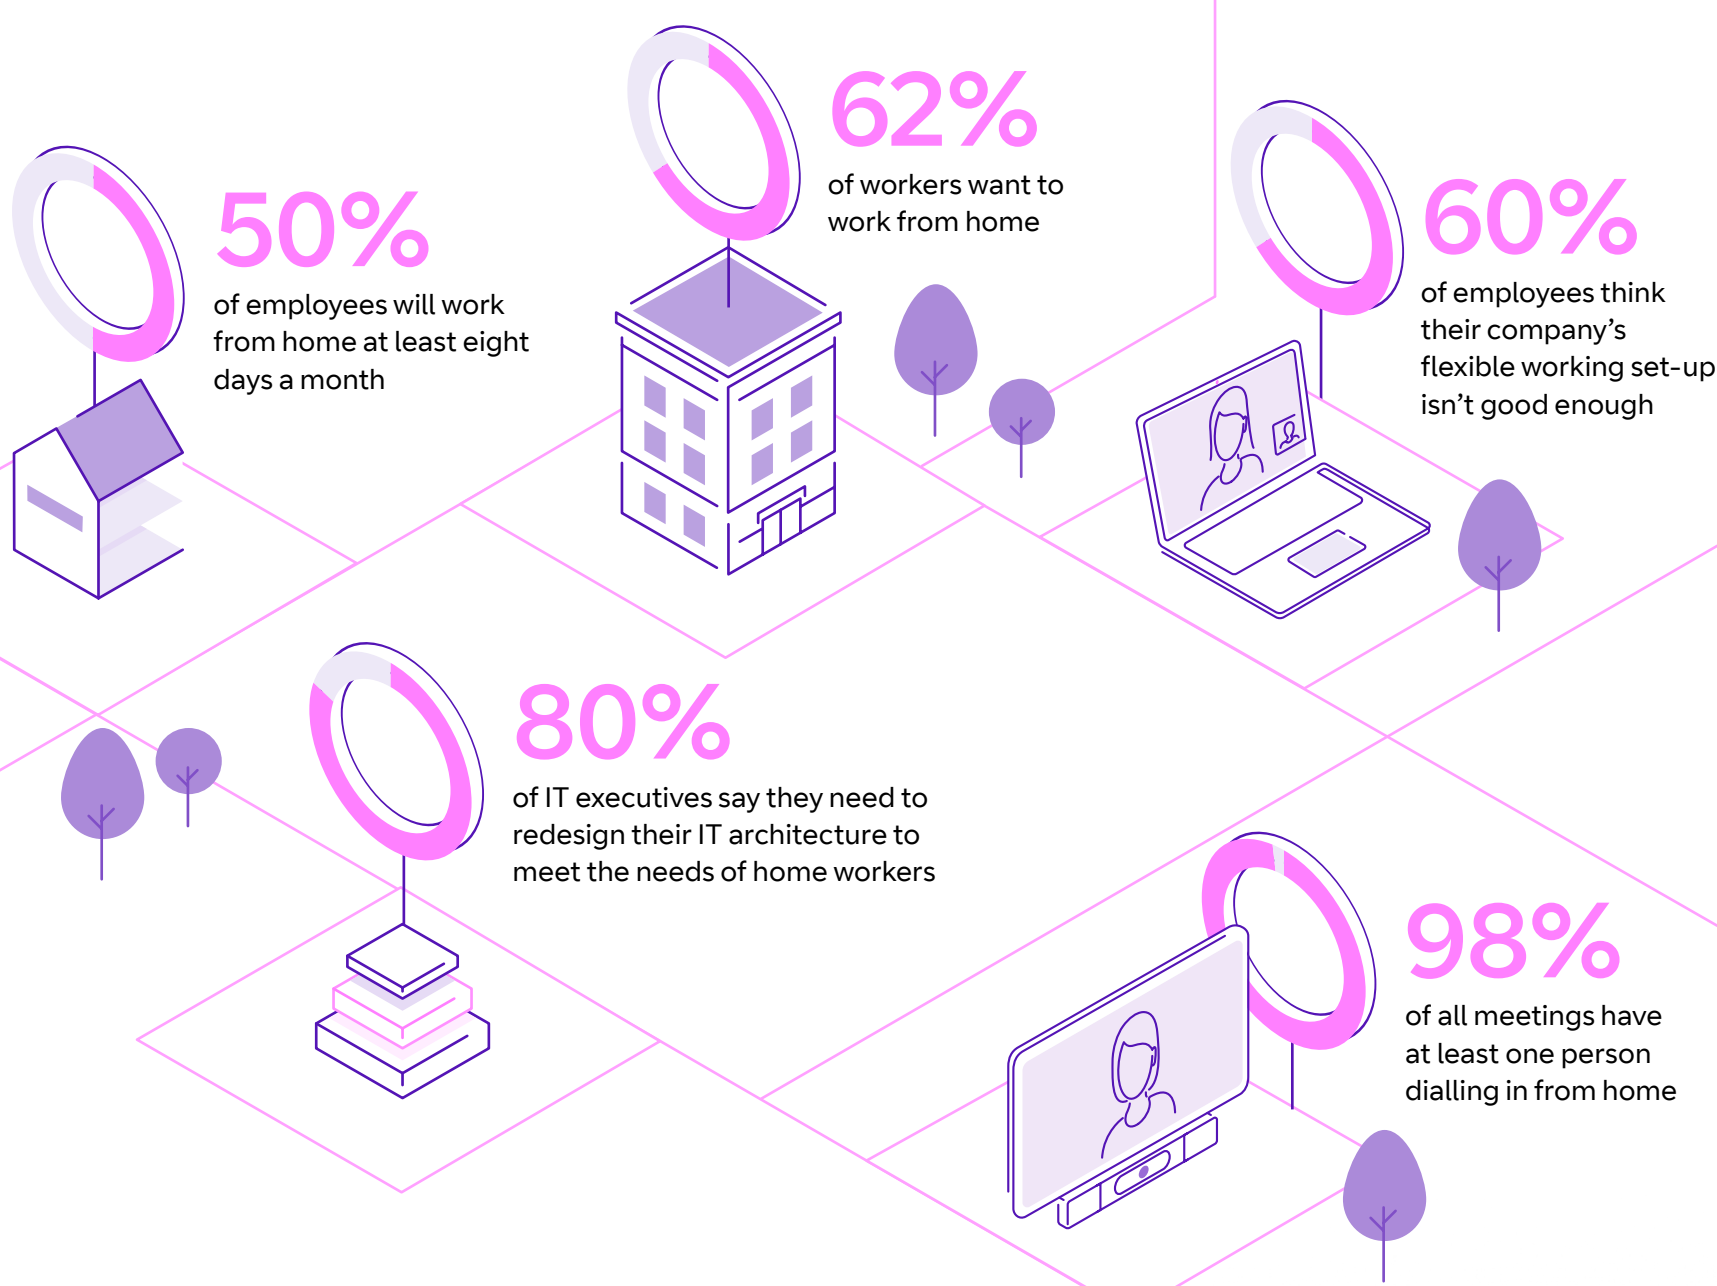 62%
of workers want to
work from home
50%
of employees will work
from home at least eight
days a month
60%
of employees think
their company’s
flexible working set-up
isn’t good enough
80%
of IT executives say they need to
redesign their IT architecture to
meet the needs of home workers
98%
of all meetings have
at least one person
dialling in from home